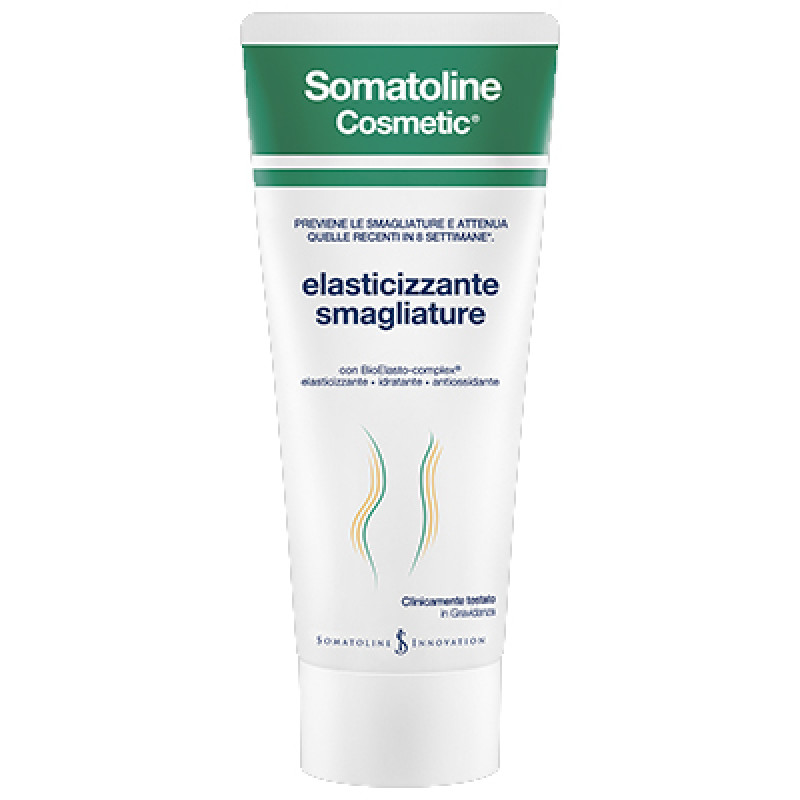 Somatoline
Cosmetic®
PREVIENE LE SMAGLIATURE E ATTENUA
QUELLE RECENTI IN 8 SETTIMANE*.
elasticizzante
smagliature
con BioElasto-complex®
elasticizzante • idratante • antiossidante
Clinicamente testato
in Gravidanza
SOMATOLINE INNOVATION